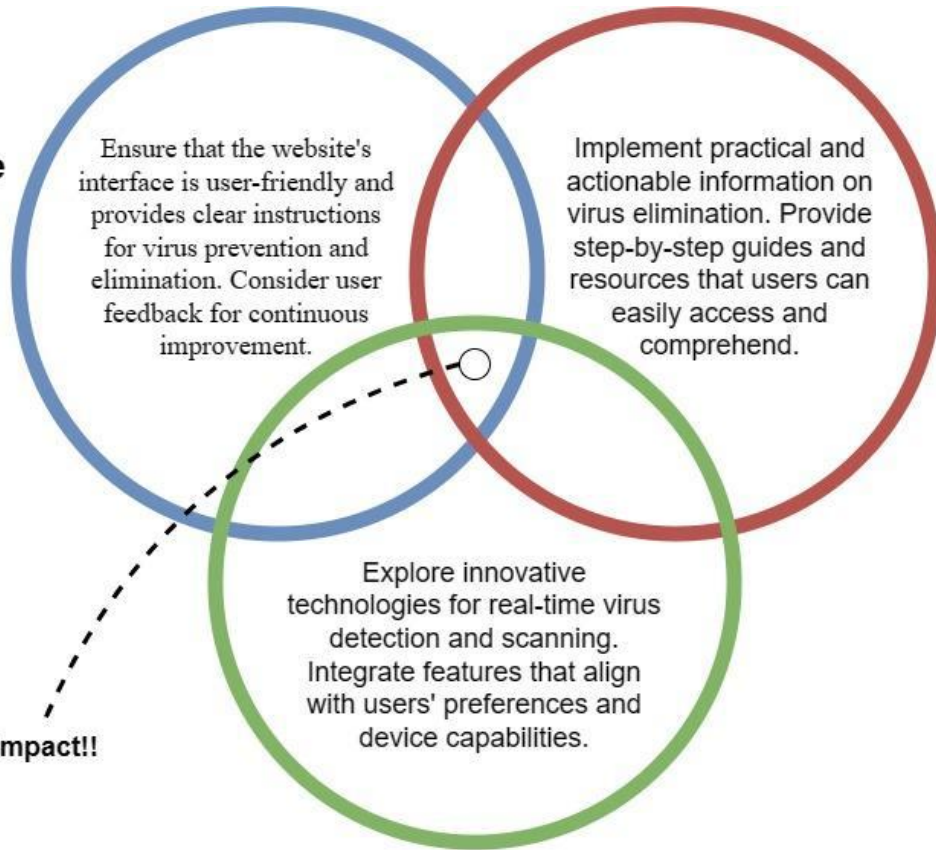 Ensure that the website's
interface is user-friendly and
provides clear instructions
for virus prevention and
elimination. Consider user
feedback for continuous
improvement.
Implement practical and
actionable information on
virus elimination. Provide
step-by-step guides and
resources that users can
easily access and
comprehend.
Explore innovative
technologies for real-time virus
detection and scanning.
Integrate features that align
with users' preferences and
device capabilities.
mpact!!